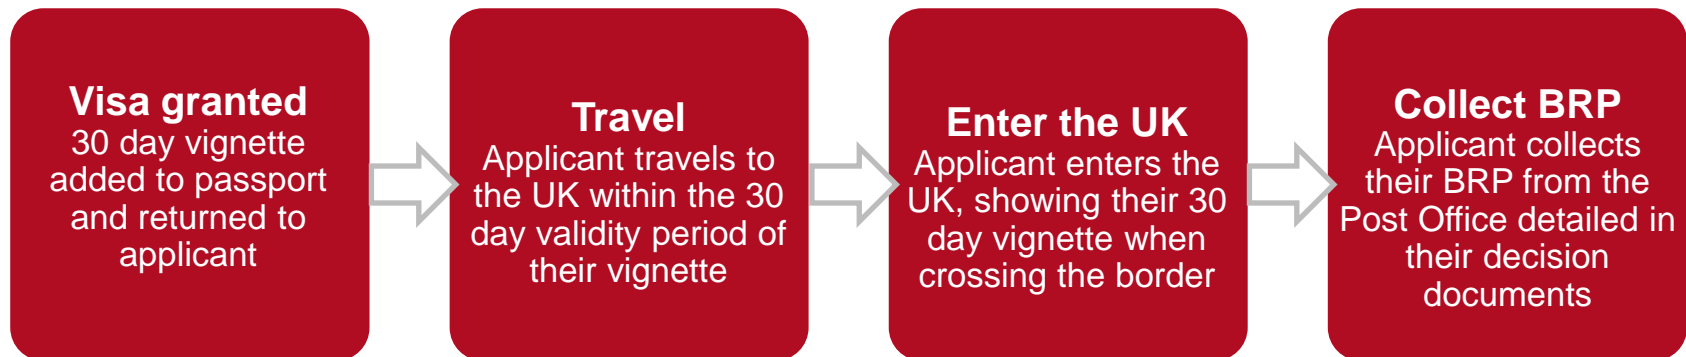 Visa granted
30 day vignette
added to passport
and returned to
applicant
Travel
Applicant travels to
the UK within the 30
day validity period of
their vignette
Enter the UK
Applicant enters the
UK, showing their 30
day vignette when
crossing the border
Collect BRP
Applicant collects
their BRP from the
Post Office detailed in
their decision
documents